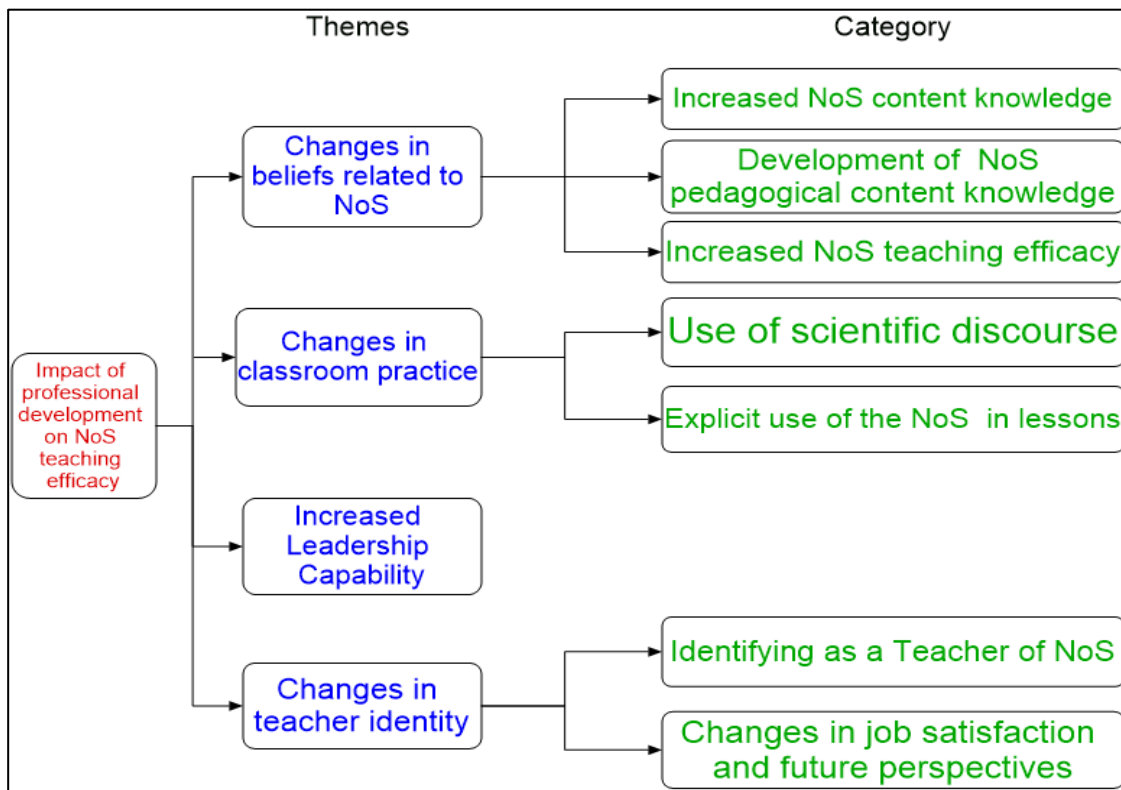 Themes
Category
Impact of
professional
development
on NoS
teaching
efficacy
Changes in
beliefs related to
NoS
Increased NoS content knowledge
Development of NoS
pedagogical content knowledge
Increased NoS teaching efficacy
Changes in
classroom practice
Use of scientific discourse
Explicit use of the NoS in lessons
Increased
Leadership
Capability
Changes in
teacher identity
Identifying as a Teacher of NoS
Changes in job satisfaction
and future perspectives